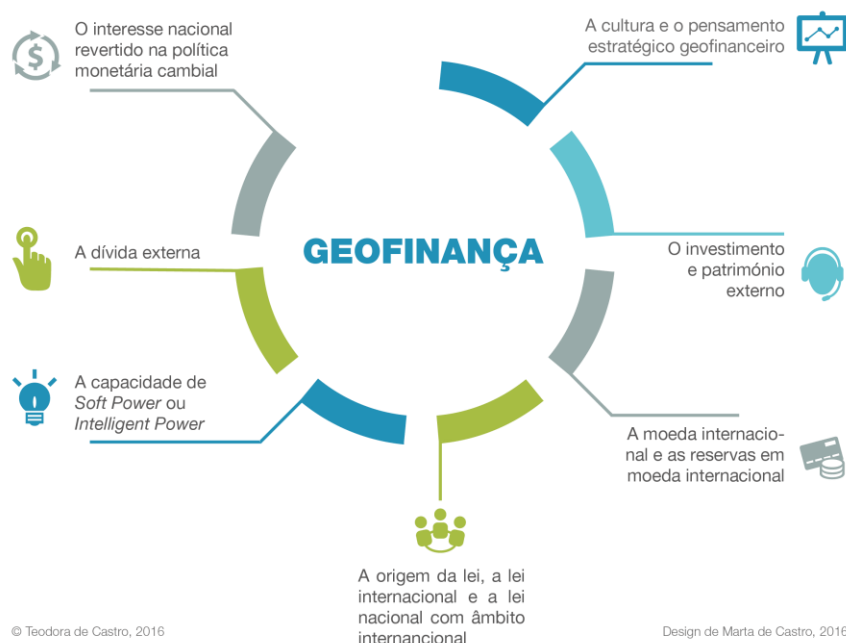 O interesse nacional
revertido na política
monetária cambial
A cultura e o pensamento
estratégico geofinanceiro
GEOFINANÇA
A dívida externa
O investimento
e património
externo
A capacidade de
Soft Power ou
Intelligent Power
A moeda internacio-
nal e as reservas em
moeda internacional
A origem da lei, a lei
internacional e a lei
nacional com âmbito
internancional
© Teodora de Castro, 2016
Design de Marta de Castro, 2016